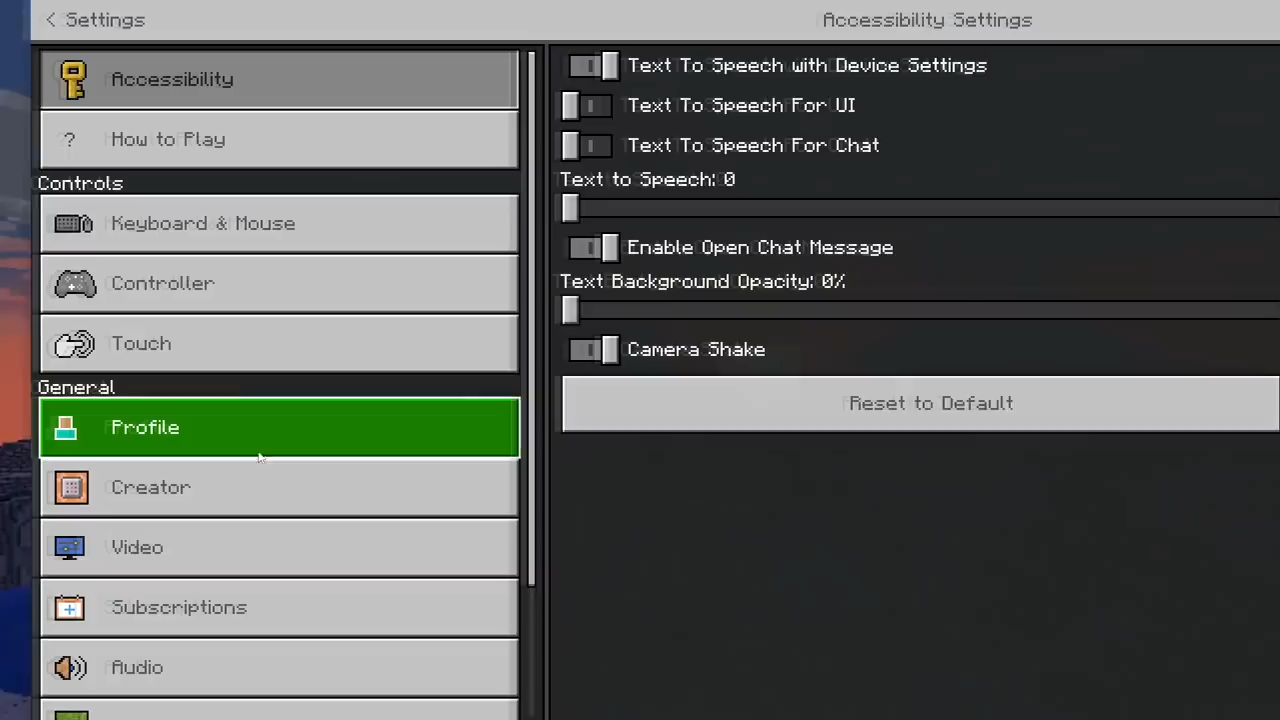 Settings
Accessibility Settings
Accessibility
? How to Play
Controls
Keyboard & Mouse
Controller
Touch
General
Profile
Creator
Video
Subscriptions
Audio
Text To Speech with Device Settings
Text To Speech For UI
Text To Speech For Chat
Text to Speech: 0
Enable Open Chat Message
Text Background Opacity: 0%
Camera Shake
Reset to Default